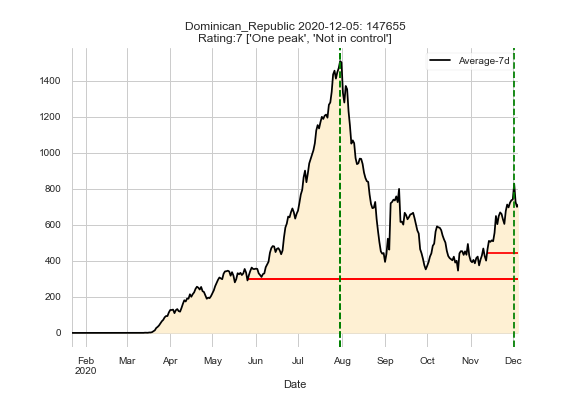 Dominican_Republic 2020-12-05: 147655
Rating:7 ['One peak', 'Not in control']
Average-7d
1400
1200
1000
800
600
400
200
0
Feb Mar Apr May Jun Jul Aug Sep Oct Nov Dec
2020
Date